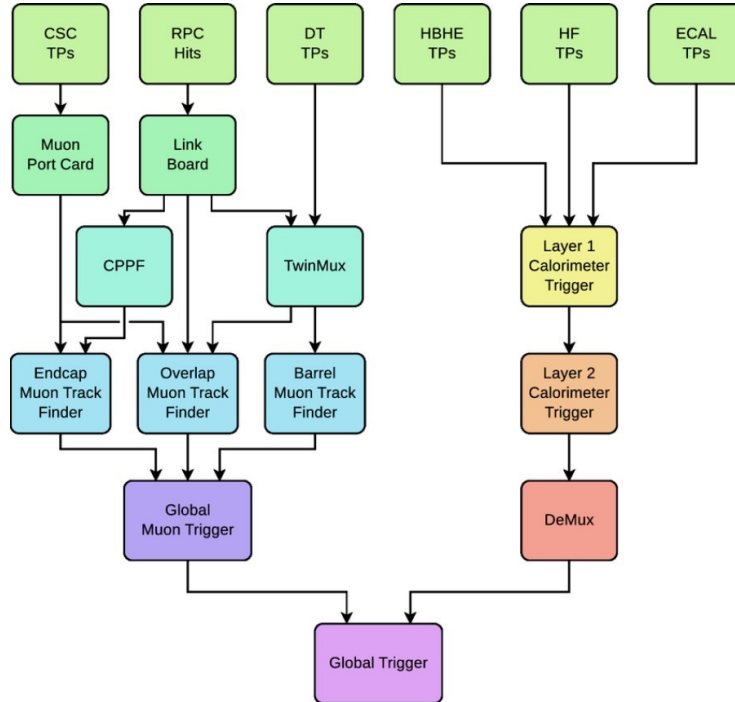 CSC
TPs
RPC
Hits
DT
TPs
HBHE
TPs
HF
TPs
ECAL
TPs
Muon
Port Card
Link
Board
CPPF
TwinMux
Layer 1
Calorimeter
Trigger
Endcap
Muon Track
Finder
Overlap
Muon Track
Finder
Barrel
Muon Track
Finder
Layer 2
Calorimeter
Trigger
Global
Muon Trigger
DeMux
Global Trigger